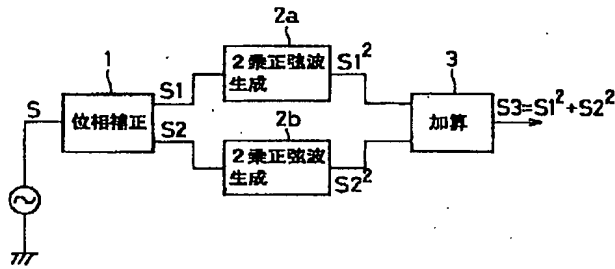 2a
2乗正弦波
生成
S1²
1
S
位相補正
S1
S2
2b
2乗正弦波
生成
S2²
3
加算
S3=S1²+S2²